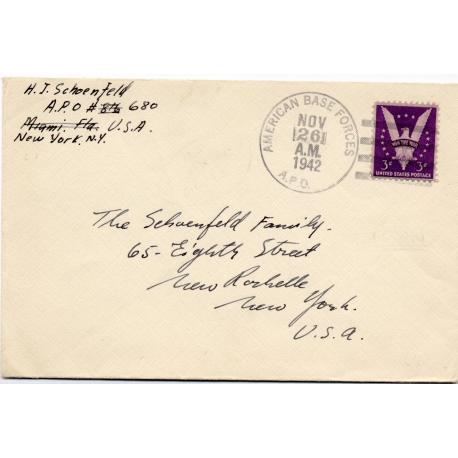 H. J. Schoenfeld
A.P.O # 876 680
Miami. Fla. U.S.A.
New York. N.Y.
AMERICAN BASE FORCES
NOV
26
A.M.
1942
A.P.O.
WIN THE WAR
3¢ 3¢
UNITED STATES POSTAGE
The Schoenfeld Family.
65- Eighty Street
New Rochelle
New York.
U.S.A.